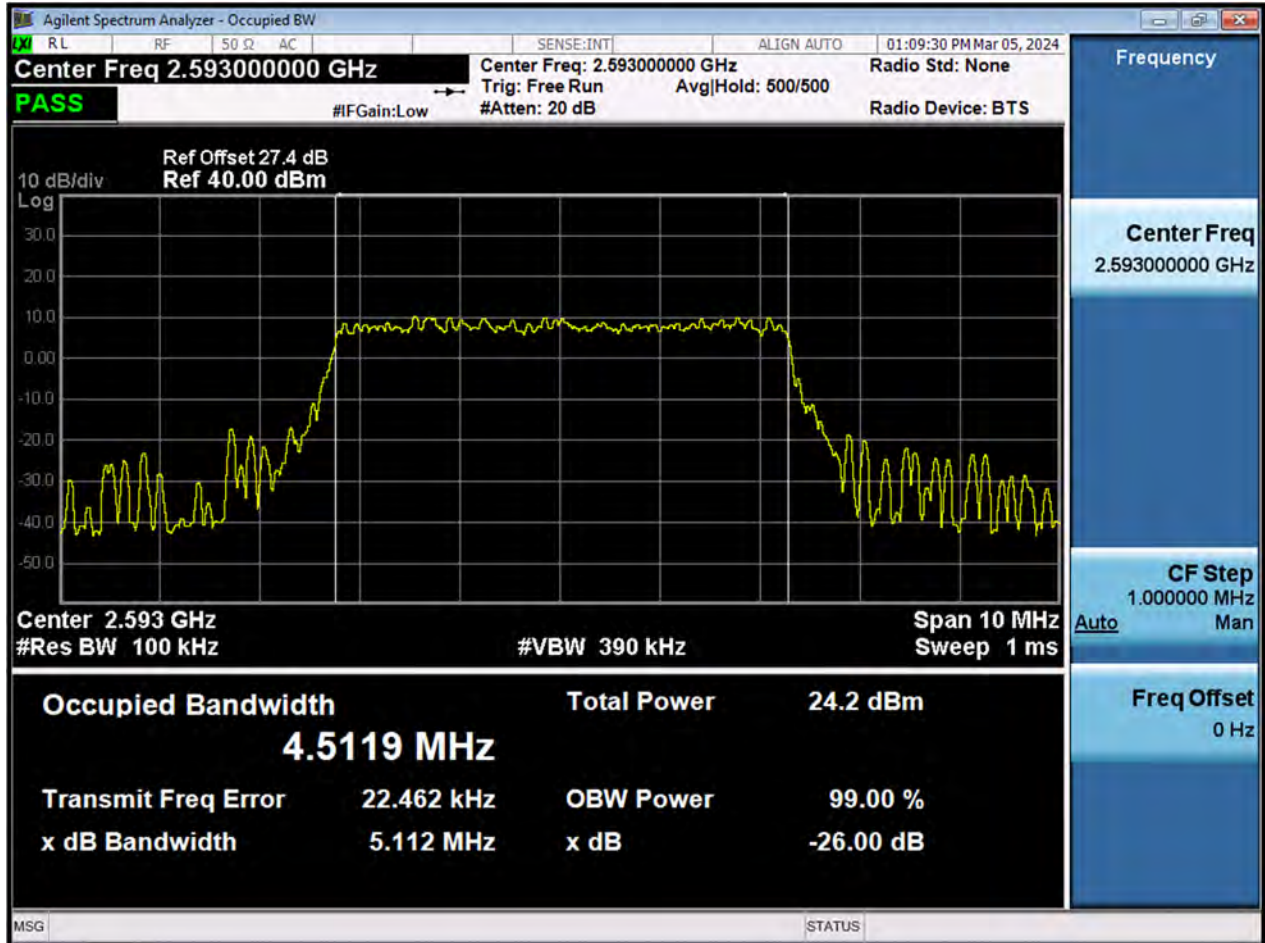 Agilent Spectrum Analyzer - Occupied BW
LXI RL RF 50 Ω AC SENSE:INT ALIGN AUTO 01:09:30 PM Mar 05, 2024
Center Freq 2.593000000 GHz
Center Freq: 2.593000000 GHz
Radio Std: None
Trig: Free Run Avg|Hold: 500/500
PASS
#IFGain:Low
#Atten: 20 dB
Radio Device: BTS
Ref Offset 27.4 dB
10 dB/div Ref 40.00 dBm
Log
30.0
20.0
10.0
0.00
-10.0
-20.0
-30.0
-40.0
-50.0
Center 2.593 GHz Span 10 MHz
#Res BW 100 kHz #VBW 390 kHz Sweep 1 ms
Occupied Bandwidth Total Power 24.2 dBm
4.5119 MHz
Transmit Freq Error 22.462 kHz OBW Power 99.00 %
x dB Bandwidth 5.112 MHz x dB -26.00 dB
MSG STATUS
Frequency
Center Freq
2.593000000 GHz
CF Step
1.000000 MHz
Auto Man
Freq Offset
0 Hz